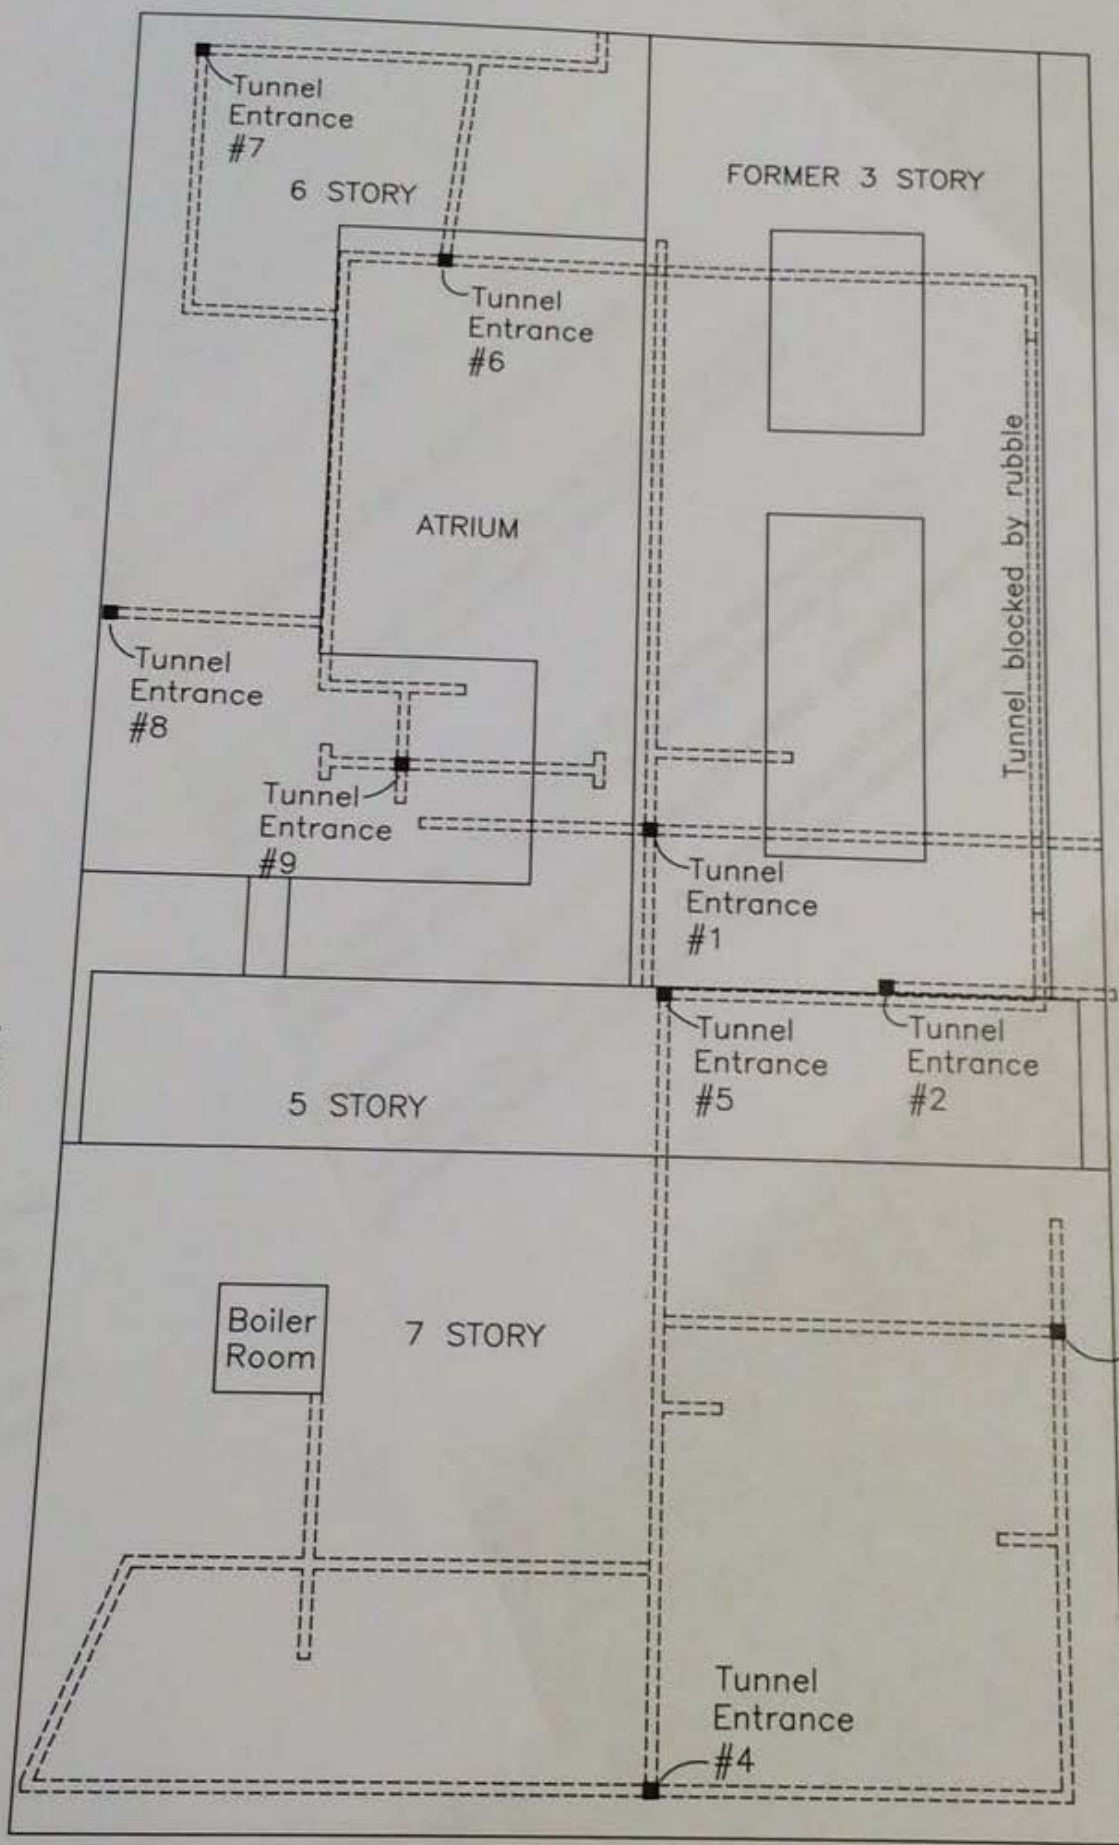 Tunnel
Entrance
#7
6 STORY
FORMER 3 STORY
Tunnel
Entrance
#6
ATRIUM
Tunnel blocked by rubble
Tunnel
Entrance
#8
Tunnel
Entrance
#9
Tunnel
Entrance
#1
Tunnel
Entrance
#5
Tunnel
Entrance
#2
5 STORY
Boiler
Room
7 STORY
Tunnel
Entrance
#4